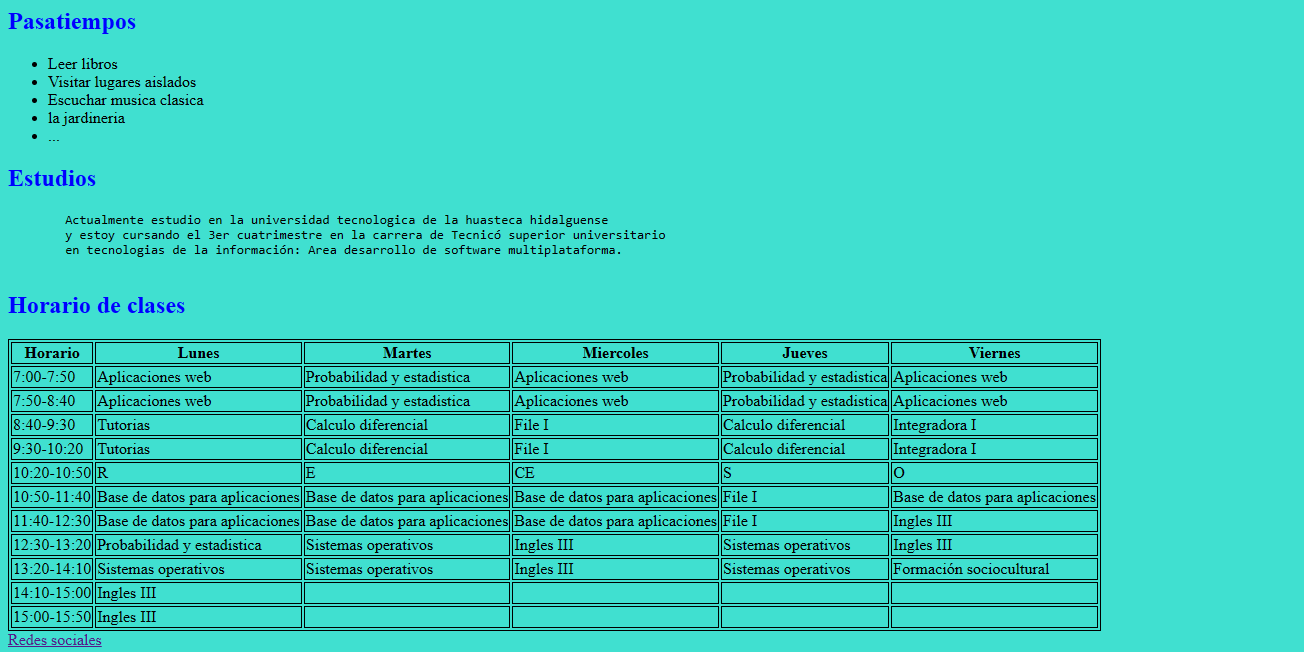 Pasatiempos
Leer libros
Visitar lugares aislados
Escuchar musica clasica
la jardineria
...
Estudios
Actualmente estudio en la universidad tecnologica de la huasteca hidalguense
y estoy cursando el 3er cuatrimestre en la carrera de Tecnicó superior universitario
en tecnologias de la información: Area desarrollo de software multiplataforma.
Horario de clases
Horario Lunes Martes Miercoles Jueves Viernes
7:00-7:50 Aplicaciones web Probabilidad y estadistica Aplicaciones web Probabilidad y estadistica Aplicaciones web
7:50-8:40 Aplicaciones web Probabilidad y estadistica Aplicaciones web Probabilidad y estadistica Aplicaciones web
8:40-9:30 Tutorias Calculo diferencial File I Calculo diferencial Integradora I
9:30-10:20 Tutorias Calculo diferencial File I Calculo diferencial Integradora I
10:20-10:50 R E CE S O
10:50-11:40 Base de datos para aplicaciones Base de datos para aplicaciones Base de datos para aplicaciones File I Base de datos para aplicaciones
11:40-12:30 Base de datos para aplicaciones Base de datos para aplicaciones Base de datos para aplicaciones File I Ingles III
12:30-13:20 Probabilidad y estadistica Sistemas operativos Ingles III Sistemas operativos Ingles III
13:20-14:10 Sistemas operativos Sistemas operativos Ingles III Sistemas operativos Formación sociocultural
14:10-15:00 Ingles III
15:00-15:50 Ingles III
Redes sociales